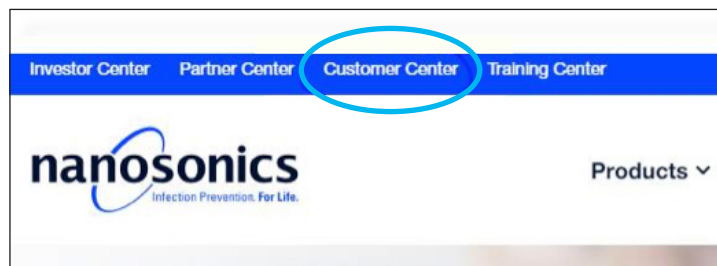 Investor Center Partner Center Customer Center Training Center
nanosonics
Infection Prevention. For Life.
Products